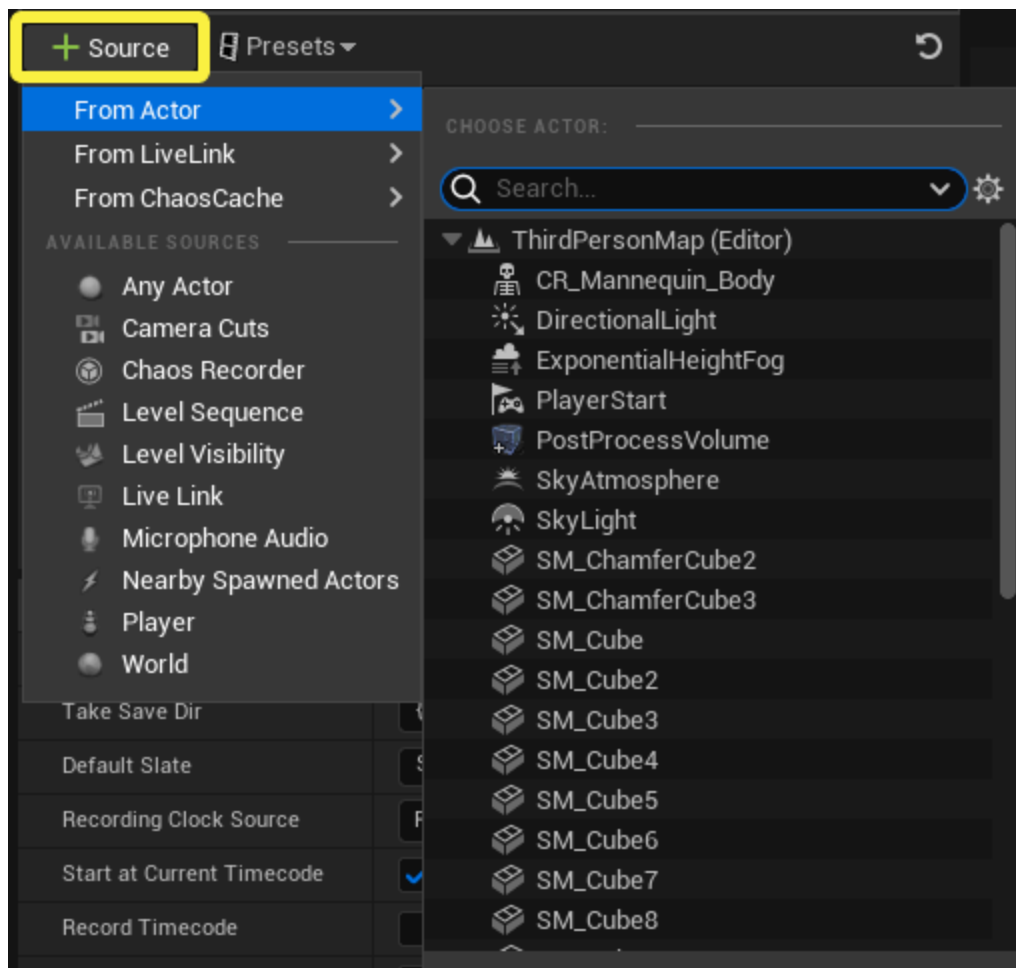 Source
Presets
From Actor
From LiveLink
From ChaosCache
AVAILABLE SOURCES
Any Actor
Camera Cuts
Chaos Recorder
Level Sequence
Level Visibility
Live Link
Microphone Audio
Nearby Spawned Actors
Player
World
Take Save Dir
Default Slate
Recording Clock Source
Start at Current Timecode
Record Timecode
CHOOSE ACTOR:
Search...
ThirdPersonMap (Editor)
CR_Mannequin_Body
DirectionalLight
ExponentialHeightFog
PlayerStart
PostProcessVolume
SkyAtmosphere
SkyLight
SM_ChamferCube2
SM_ChamferCube3
SM_Cube
SM_Cube2
SM_Cube3
SM_Cube4
SM_Cube5
SM_Cube6
SM_Cube7
SM_Cube8